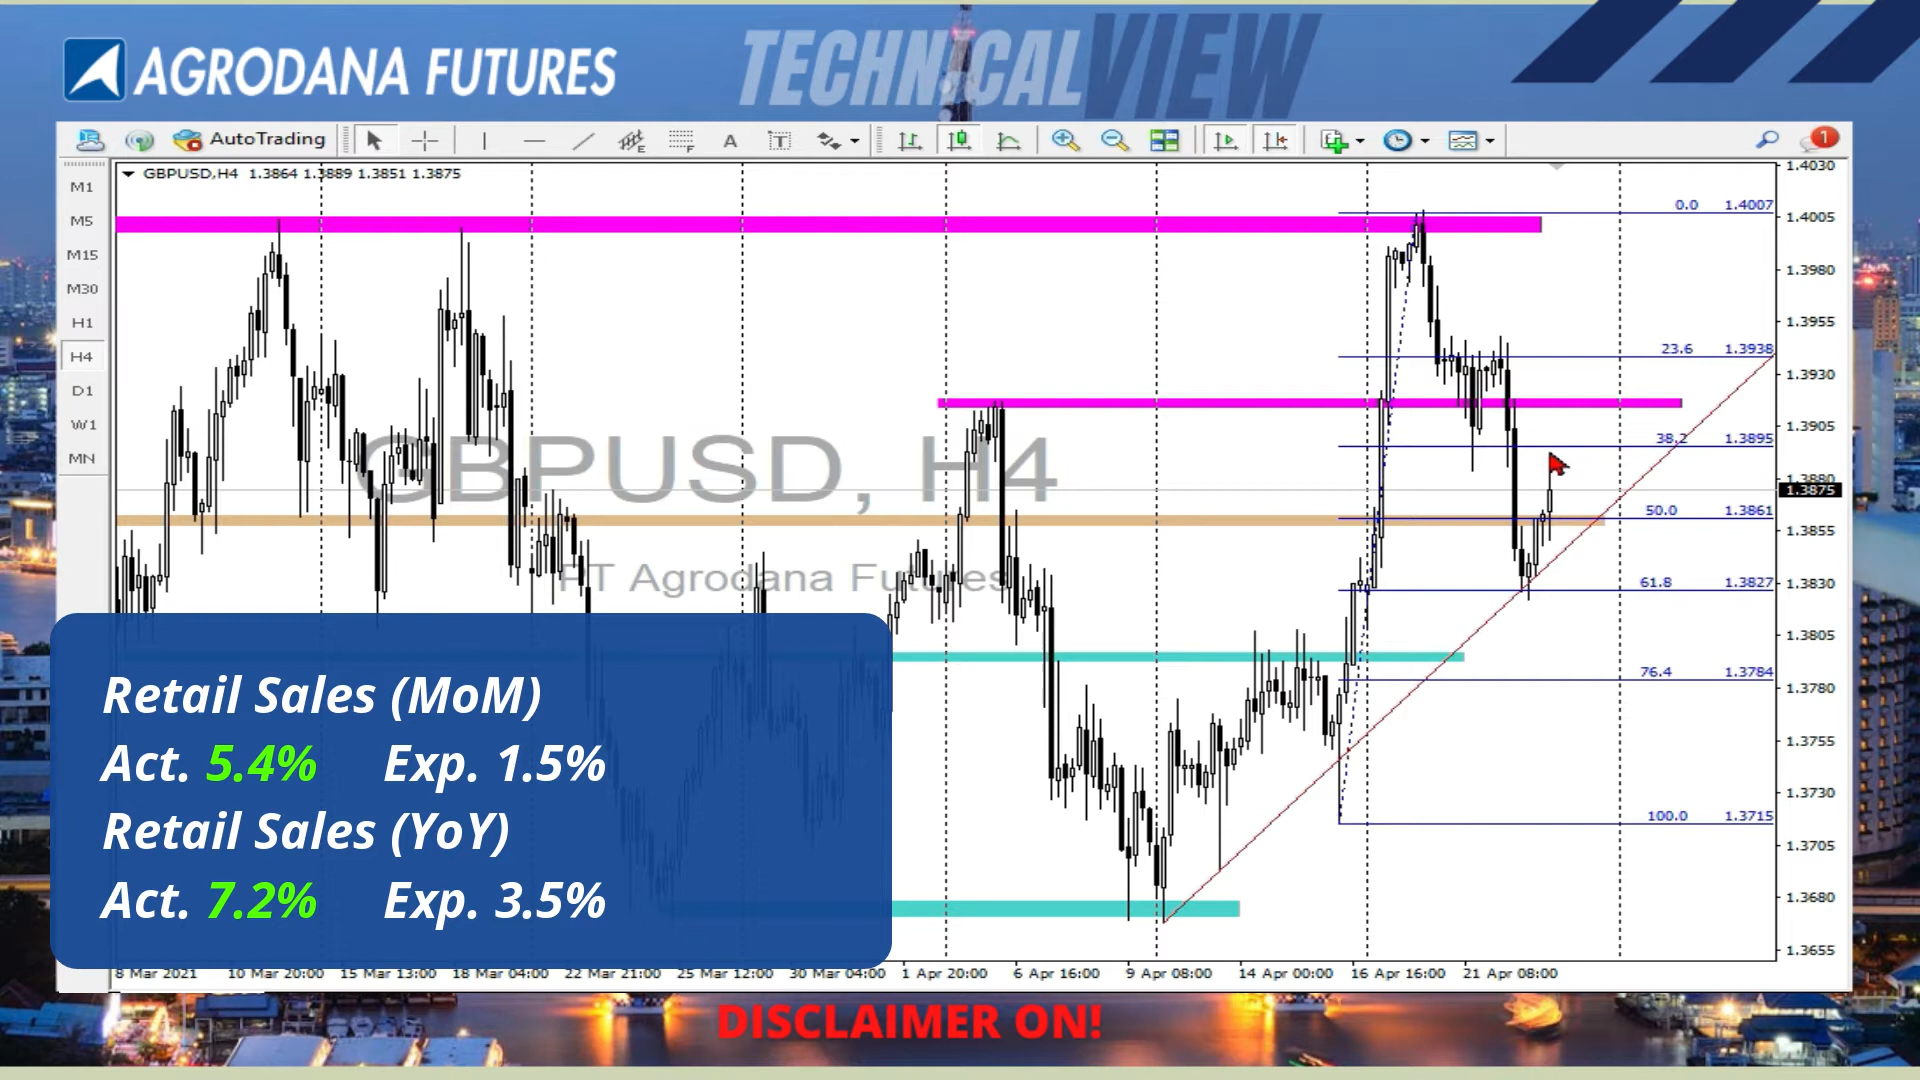 AGRODANA FUTURES
TECHNICAL VIEW
AutoTrading
1
M1
M5
M15
M30
H1
H4
D1
W1
MN
GBPUSD,H4 1.3864 1.3889 1.3851 1.3875
GBPUSD, H4
PT Agrodana Futures
0.0 1.4007
23.6 1.3938
38.2 1.3895
50.0 1.3861
61.8 1.3827
76.4 1.3784
100.0 1.3715
1.4030
1.4005
1.3980
1.3955
1.3930
1.3905
1.3880
1.3875
1.3855
1.3830
1.3805
1.3780
1.3755
1.3730
1.3705
1.3680
1.3655
Retail Sales (MoM)
Act. 5.4% Exp. 1.5%
Retail Sales (YoY)
Act. 7.2% Exp. 3.5%
8 Mar 2021 10 Mar 20:00 15 Mar 13:00 18 Mar 04:00 22 Mar 21:00 25 Mar 12:00 30 Mar 04:00 1 Apr 20:00 6 Apr 16:00 9 Apr 08:00 14 Apr 00:00 16 Apr 16:00 21 Apr 08:00
DISCLAIMER ON!